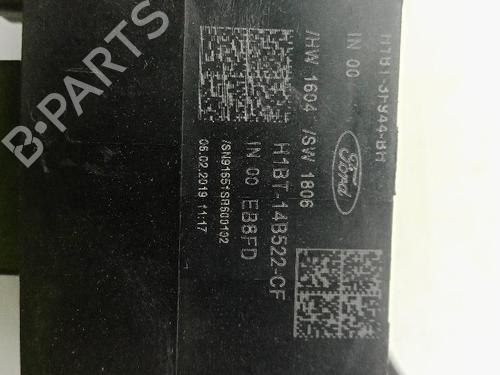 H1BT-3F944-BH
IN 00
Ford
/HW 1604 /SW 1806
H1BT-14B522-CF
IN 00 EB8FD
/SN91651SR600102
06.02.2019 11:17
B-PARTS